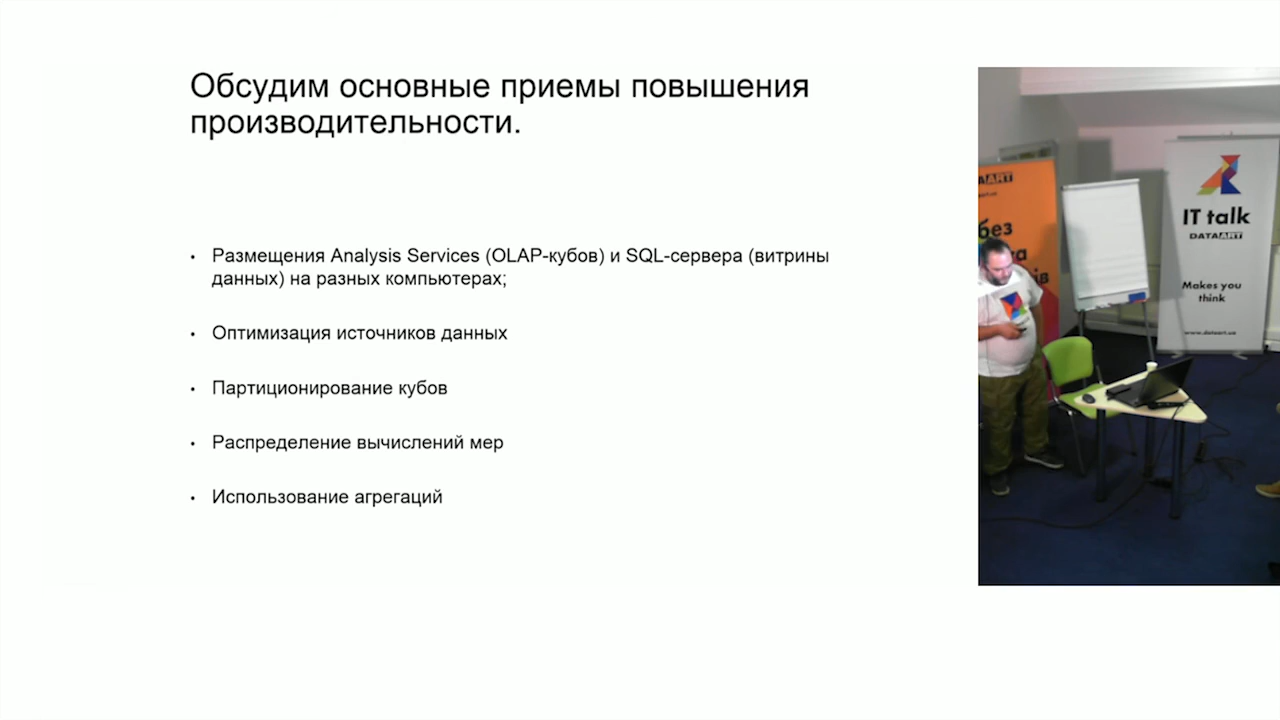 Обсудим основные приемы повышения
производительности.
• Размещения Analysis Services (OLAP-кубов) и SQL-сервера (витрины
данных) на разных компьютерах;
• Оптимизация источников данных
• Партиционирование кубов
• Распределение вычислений мер
• Использование агрегаций
без
IT talk
DATAART
Makes you
think
www.dataart.ua